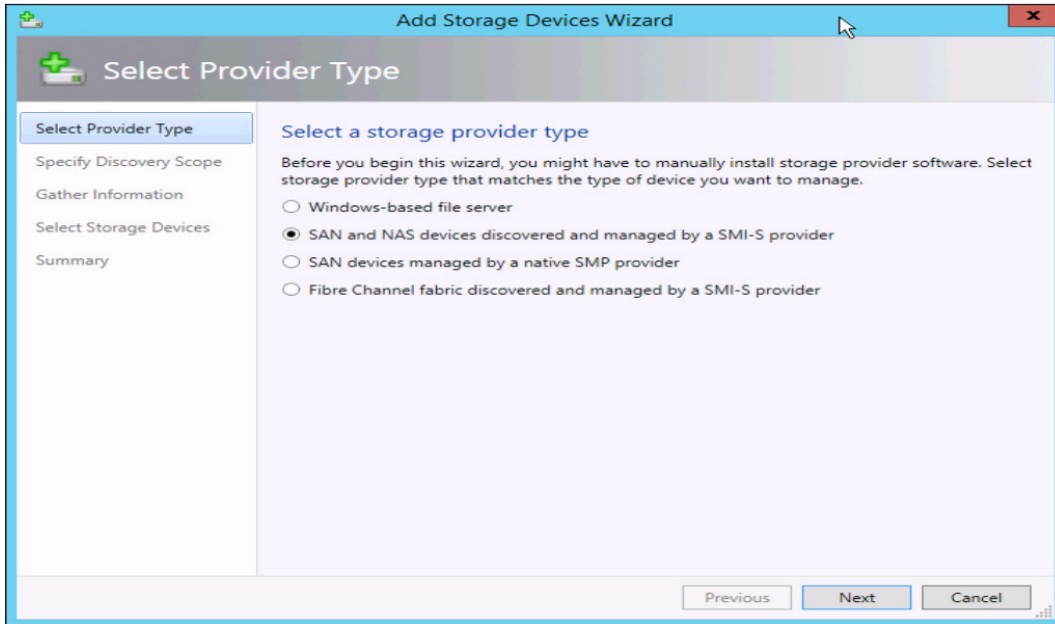 Add Storage Devices Wizard
x
Select Provider Type
Select Provider Type
Specify Discovery Scope
Gather Information
Select Storage Devices
Summary
Select a storage provider type
Before you begin this wizard, you might have to manually install storage provider software. Select
storage provider type that matches the type of device you want to manage.
Windows-based file server
SAN and NAS devices discovered and managed by a SMI-S provider
SAN devices managed by a native SMP provider
Fibre Channel fabric discovered and managed by a SMI-S provider
Previous Next Cancel